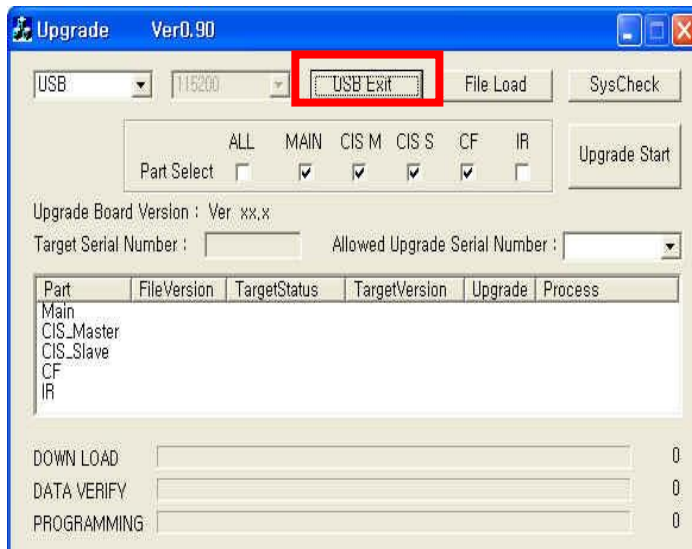 Upgrade Ver0.90
USB 115200 USB Exit File Load SysCheck
ALL MAIN CIS M CIS S CF IR
Part Select
Upgrade Start
Upgrade Board Version : Ver xx.x
Target Serial Number : Allowed Upgrade Serial Number :
Part FileVersion TargetStatus TargetVersion Upgrade Process
Main
CIS_Master
CIS_Slave
CF
IR
DOWN LOAD 0
DATA VERIFY 0
PROGRAMMING 0